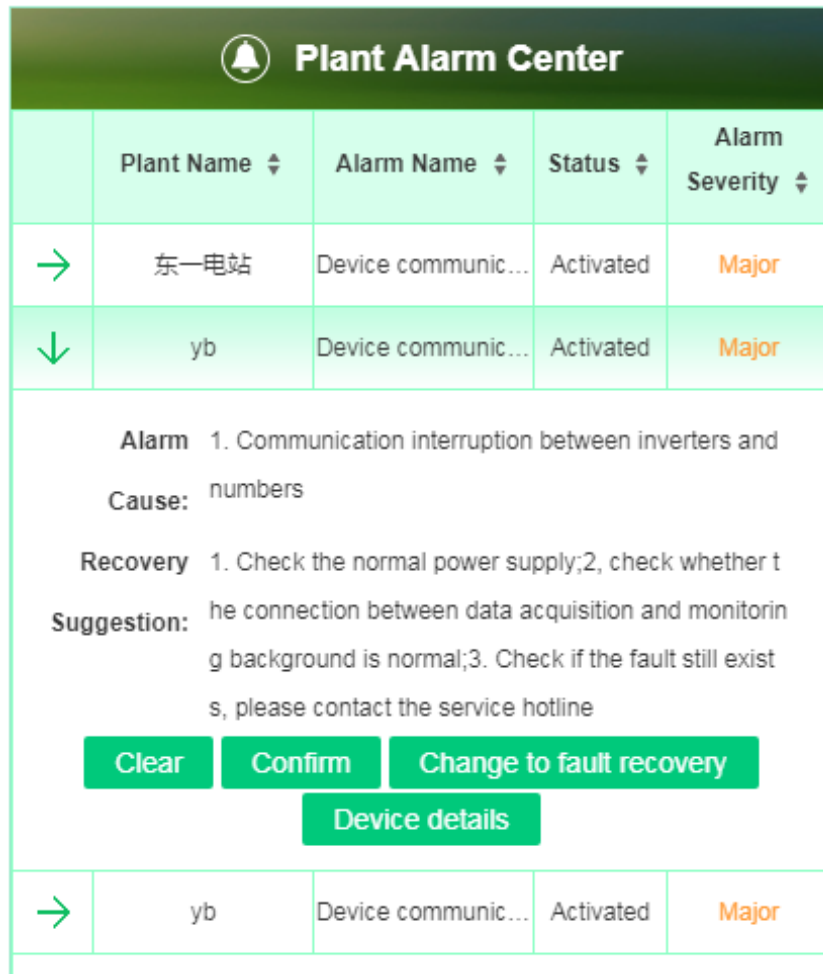 Plant Alarm Center
Plant Name Alarm Name Status Alarm Severity
东一电站 Device communic... Activated Major
yb Device communic... Activated Major
Alarm Cause: 1. Communication interruption between inverters and
numbers
Recovery Suggestion: 1. Check the normal power supply;2, check whether t
he connection between data acquisition and monitorin
g background is normal;3. Check if the fault still exist
s, please contact the service hotline
Clear Confirm Change to fault recovery
Device details
yb Device communic... Activated Major